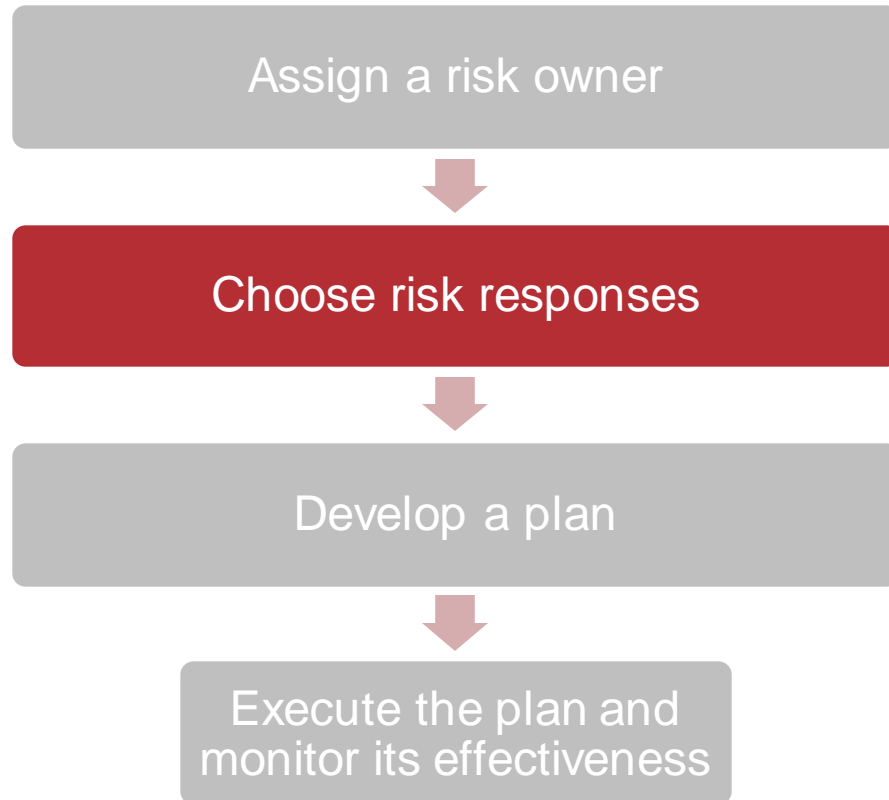 Assign a risk owner
Choose risk responses
Develop a plan
Execute the plan and
monitor its effectiveness